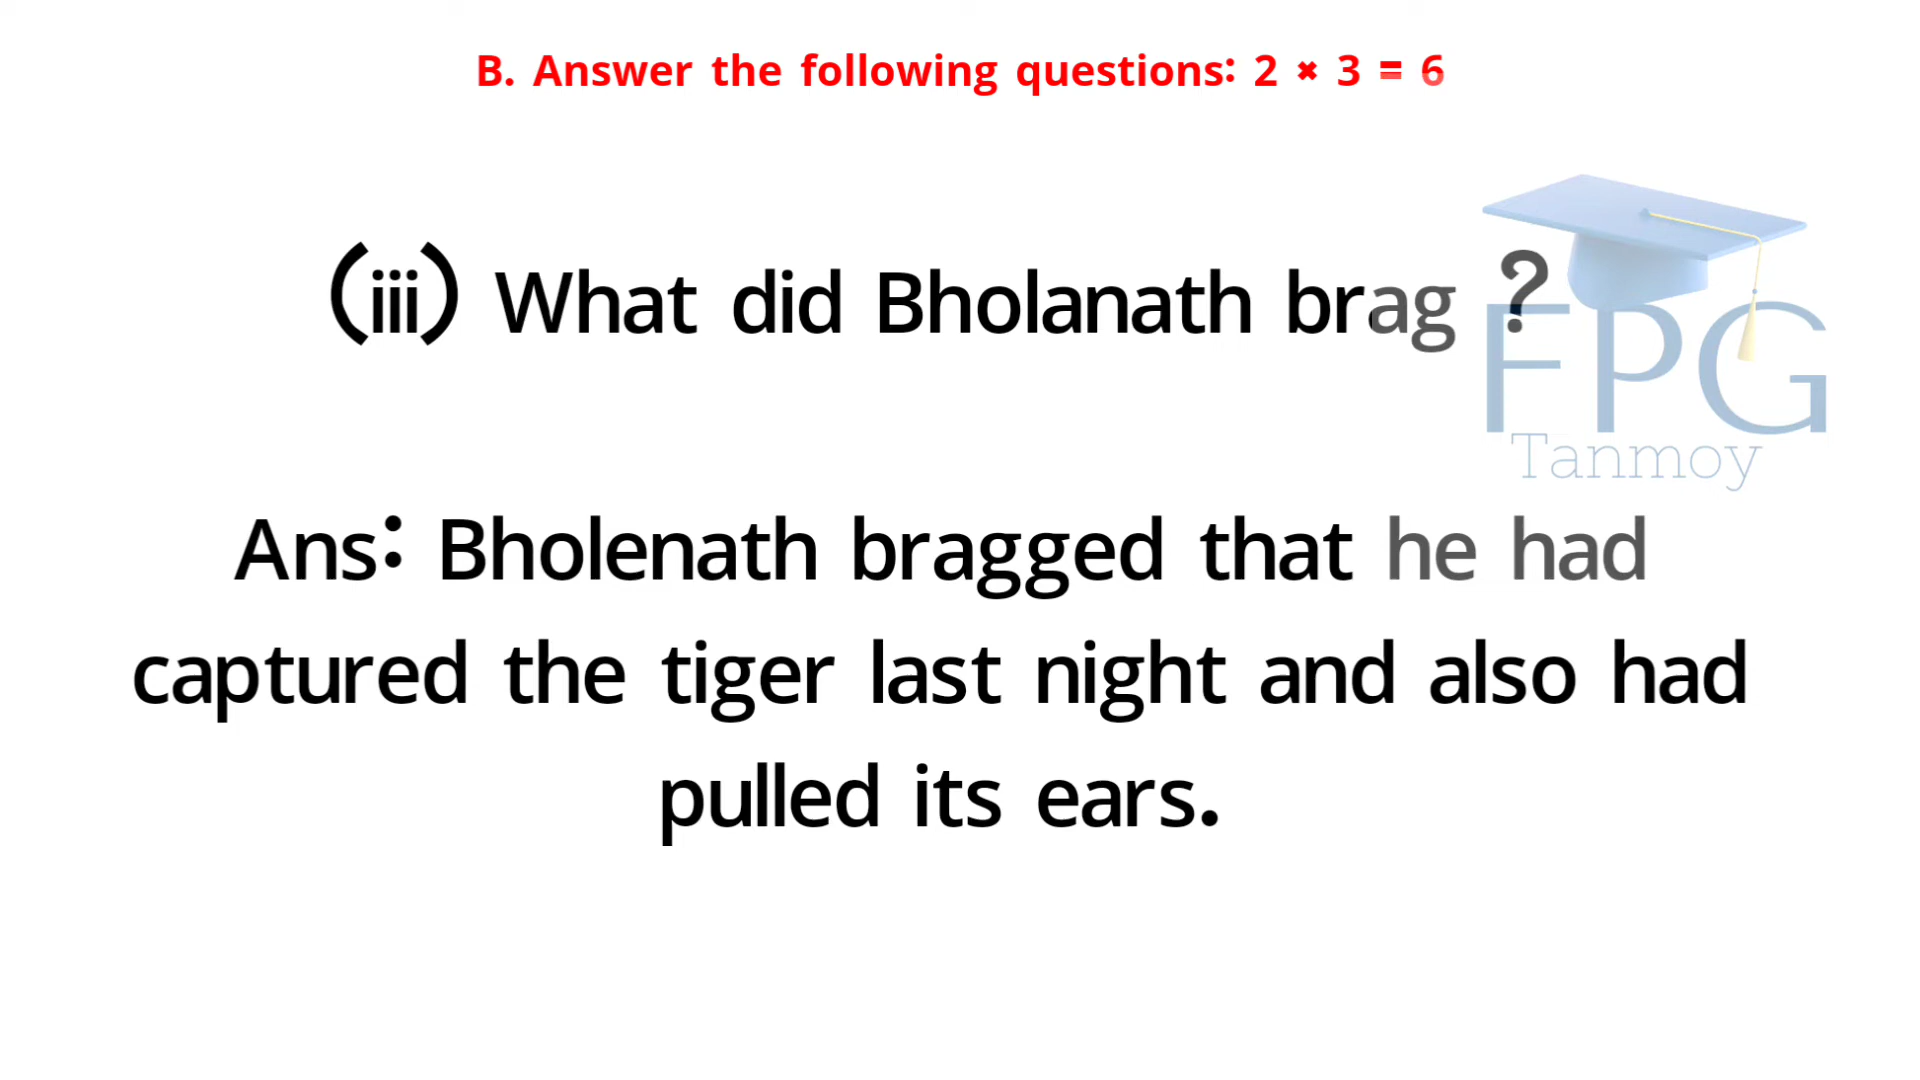 B. Answer the following questions: 2 × 3 = 6
(iii) What did Bholanath brag ?
FPG
Tanmoy
Ans: Bholenath bragged that he had
captured the tiger last night and also had
pulled its ears.